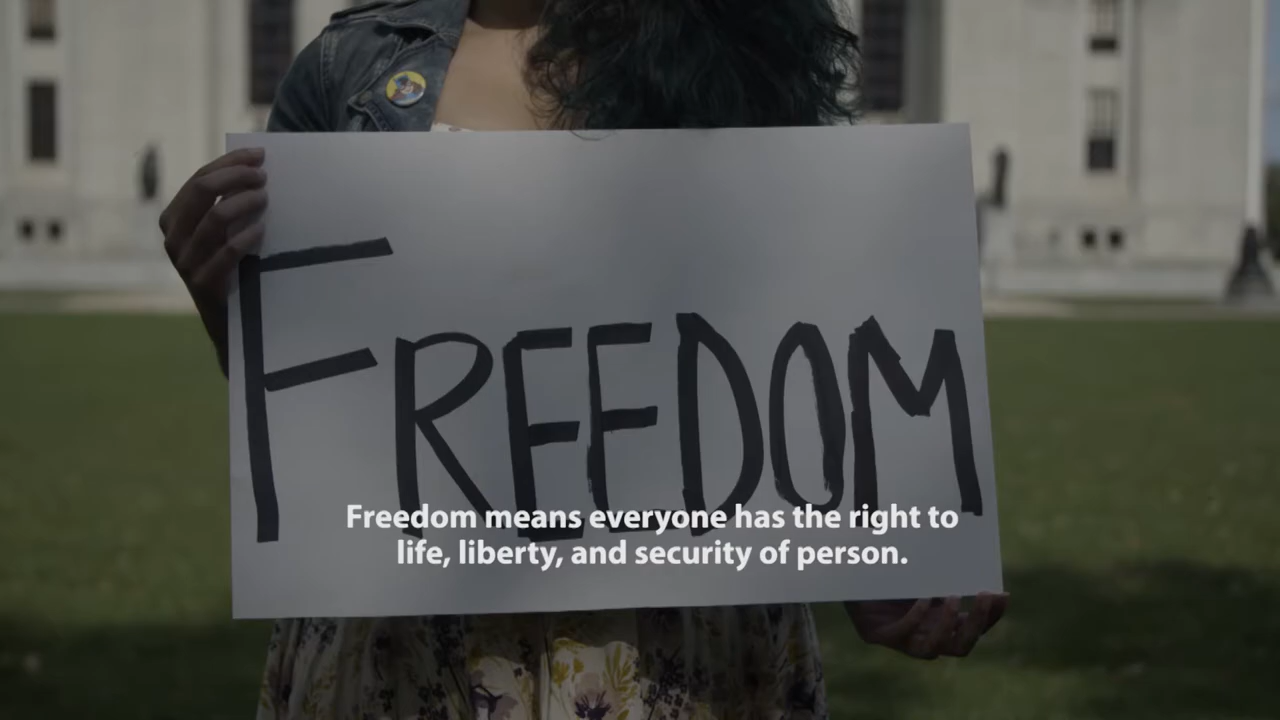 FREEDOM
Freedom means everyone has the right to
life, liberty, and security of person.